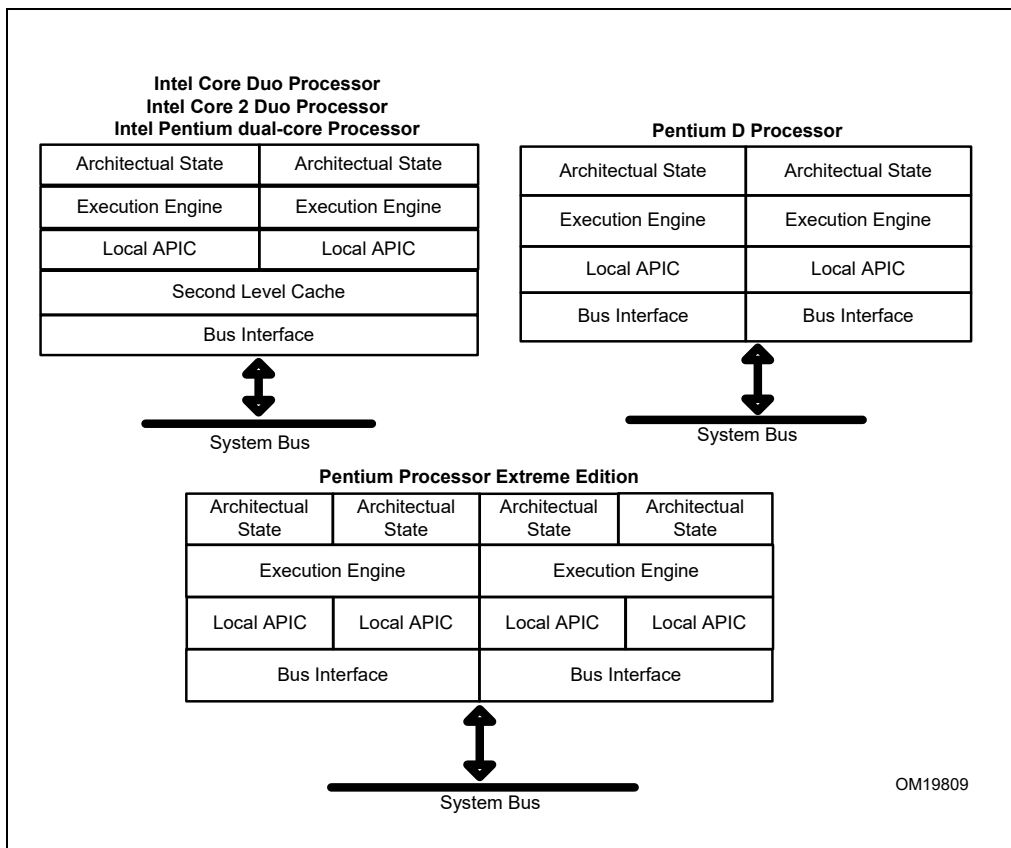 Intel Core Duo Processor
Intel Core 2 Duo Processor
Intel Pentium dual-core Processor
Architectual State
Architectual State
Execution Engine
Execution Engine
Local APIC
Local APIC
Second Level Cache
Bus Interface
System Bus
Pentium D Processor
Architectual State
Architectual State
Execution Engine
Execution Engine
Local APIC
Local APIC
Bus Interface
Bus Interface
System Bus
Pentium Processor Extreme Edition
Architectual
State
Architectual
State
Architectual
State
Architectual
State
Execution Engine
Execution Engine
Local APIC
Local APIC
Local APIC
Local APIC
Bus Interface
Bus Interface
System Bus
OM19809